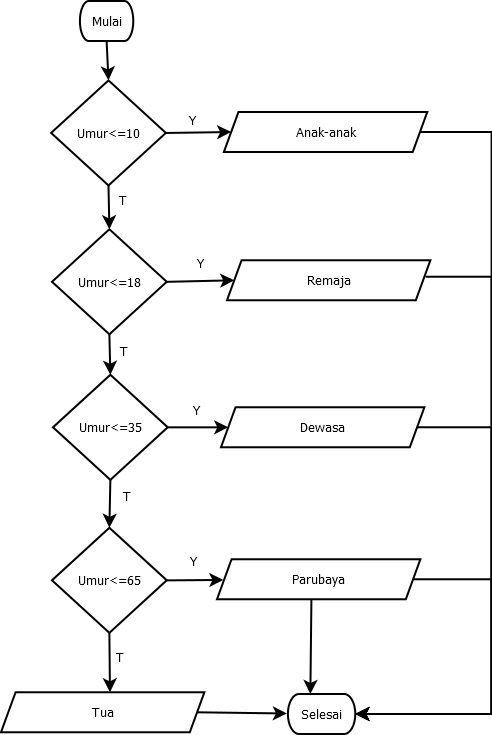 Mulai
Umur<=10
Y
Anak-anak
T
Umur<=18
Y
Remaja
T
Umur<=35
Y
Dewasa
T
Umur<=65
Y
Parubaya
T
Tua
Selesai